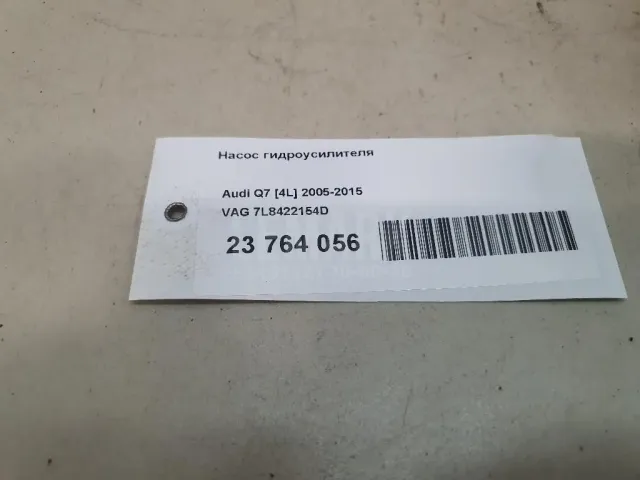 Насос гидроусилителя
Audi Q7 [4L] 2005-2015
VAG 7L8422154D
23 764 056